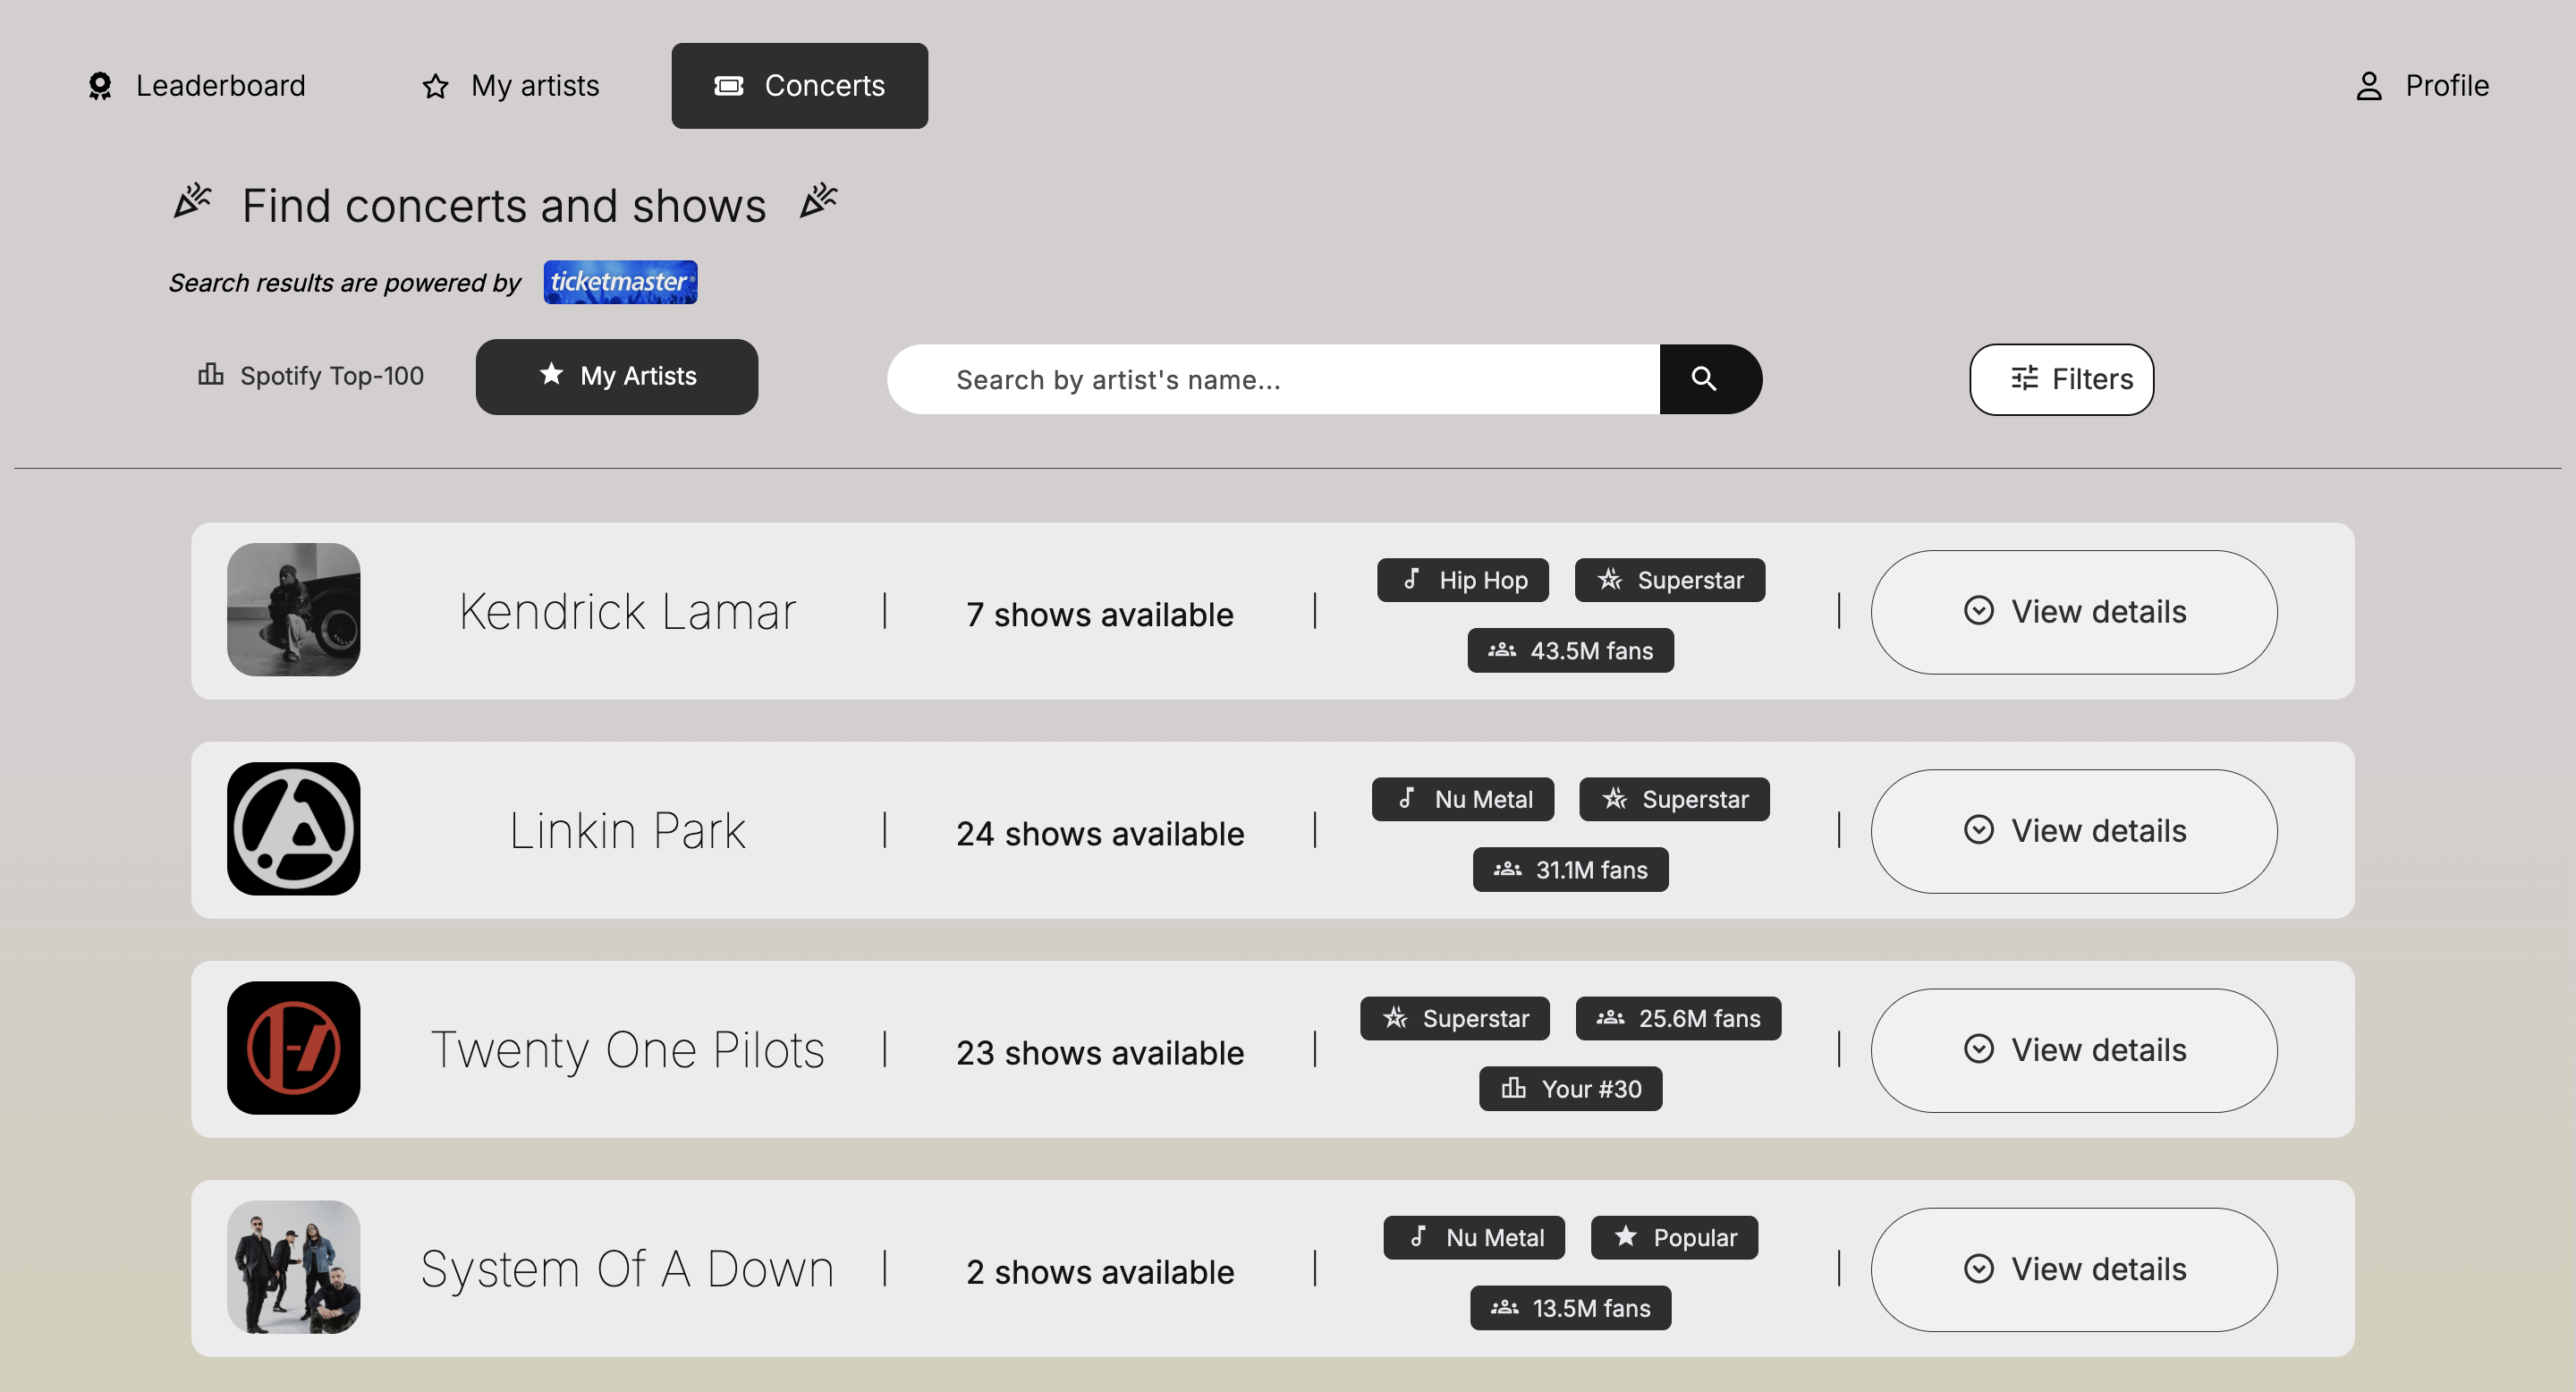 Leaderboard
My artists
Concerts
Profile
Find concerts and shows
Search results are powered by ticketmaster®
Spotify Top-100
My Artists
Search by artist's name...
Filters
Kendrick Lamar
7 shows available
Hip Hop
Superstar
43.5M fans
View details
Linkin Park
24 shows available
Nu Metal
Superstar
31.1M fans
View details
Twenty One Pilots
23 shows available
Superstar
25.6M fans
Your #30
View details
System Of A Down
2 shows available
Nu Metal
Popular
13.5M fans
View details